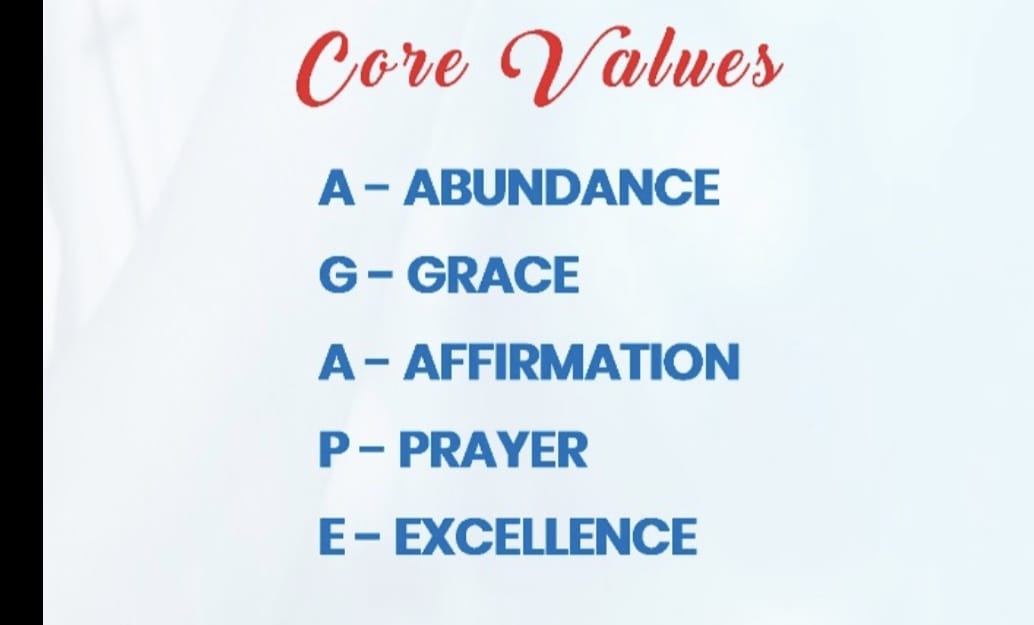 Core Values
A – ABUNDANCE
G – GRACE
A – AFFIRMATION
P – PRAYER
E – EXCELLENCE